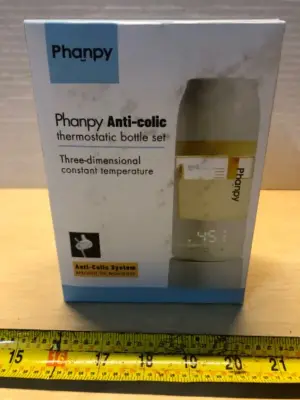 Phanpy
Phanpy Anti-colic
thermostatic bottle set
Three-dimensional
constant temperature
Phanpy
Anti-Colic System
15 16 17 18 19 20 21